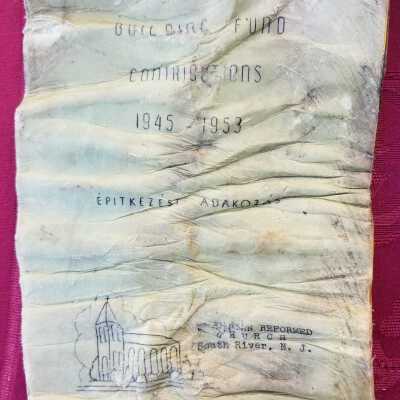 BUILDING FUND
CONTRIBUTIONS
1945 - 1953
ÉPITKEZÉSI ADAKOZÁS
REFORMED
CHURCH
South River, N. J.